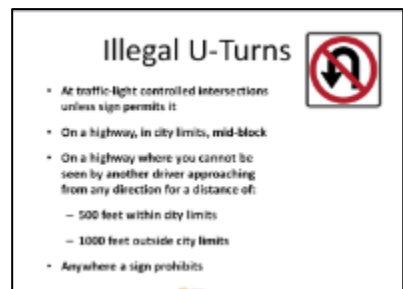 Illegal U-Turns
• At traffic-light controlled intersections
unless sign permits it
• On a highway, in city limits, mid-block
• On a highway where you cannot be
seen by another driver approaching
from any direction for a distance of:
– 500 feet within city limits
– 1000 feet outside city limits
• Anywhere a sign prohibits